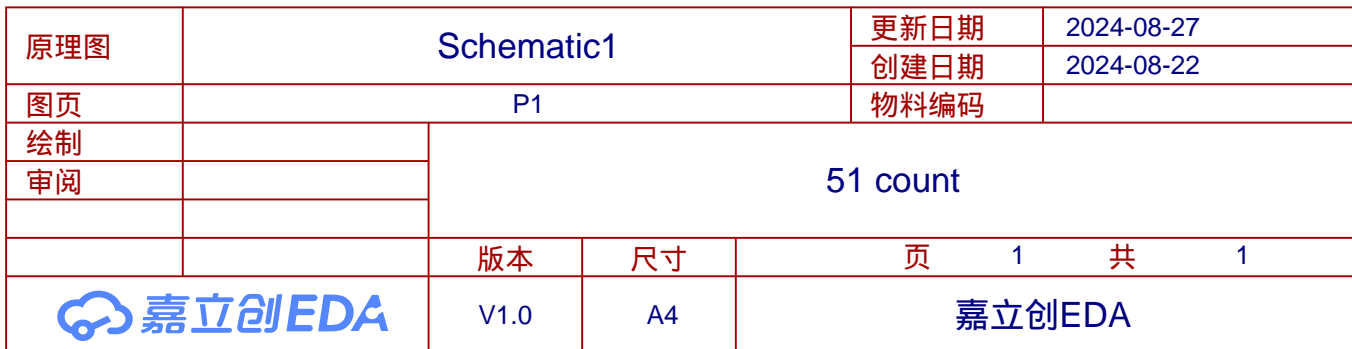 原理图 Schematic1 更新日期 2024-08-27
创建日期 2024-08-22
图页 P1 物料编码
绘制
审阅 51 count
版本 尺寸 页 1 共 1
嘉立创EDA V1.0 A4 嘉立创EDA